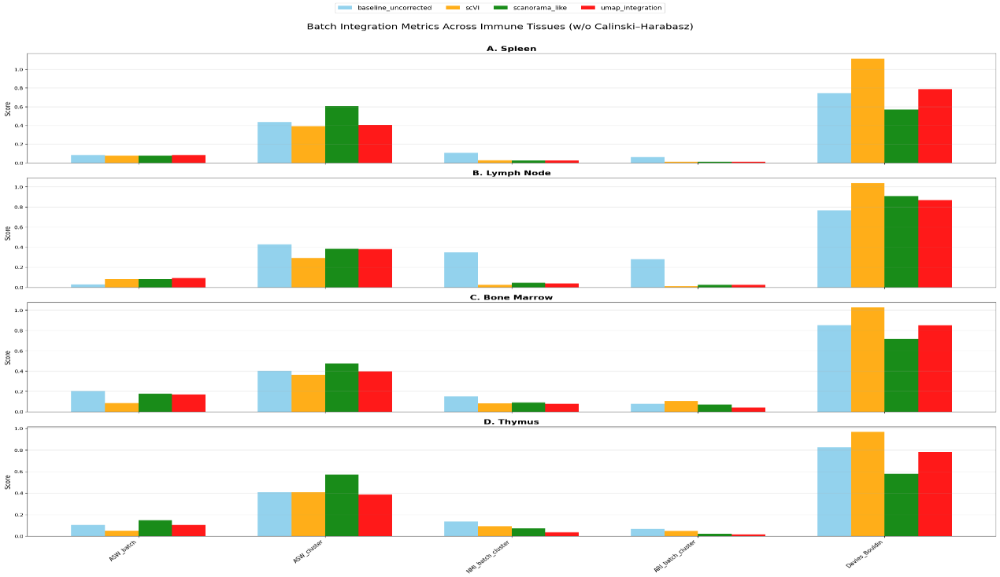 baseline_uncorrected scVI scanorama_like umap_integration
Batch Integration Metrics Across Immune Tissues (w/o Calinski–Harabasz)
A. Spleen
1.0
0.8
0.6
0.4
0.2
0.0
Score
B. Lymph Node
1.0
0.8
0.6
0.4
0.2
0.0
Score
C. Bone Marrow
1.0
0.8
0.6
0.4
0.2
0.0
Score
D. Thymus
1.0
0.8
0.6
0.4
0.2
0.0
Score
ASW_batch
ASW_cluster
NMI_batch_cluster
ARI_batch_cluster
Davies_Bouldin